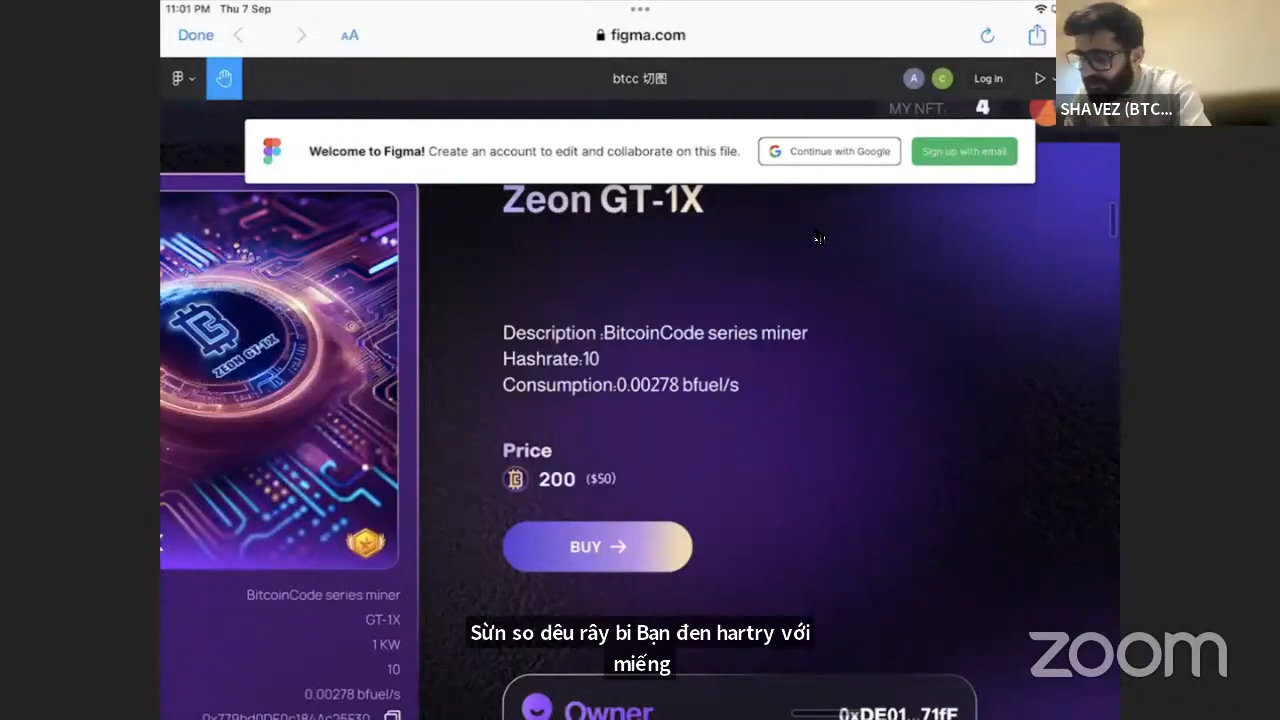 11:01 PM Thu 7 Sep
Done
AA
figma.com
btcc 切图
A
C
Log in
SHAVEZ (BTC...
MY NFT
4
Welcome to Figma! Create an account to edit and collaborate on this file.
Continue with Google
Sign up with email
Zeon GT-1X
ZEON GT-1X
Description :BitcoinCode series miner
Hashrate:10
Consumption:0.00278 bfuel/s
Price
200 ($50)
BUY
BitcoinCode series miner
GT-1X
1 KW
10
0.00278 bfuel/s
Sừn so dêu rây bi Bạn đen hartry với
miếng
zoom
Owner
0xDE01...71fF